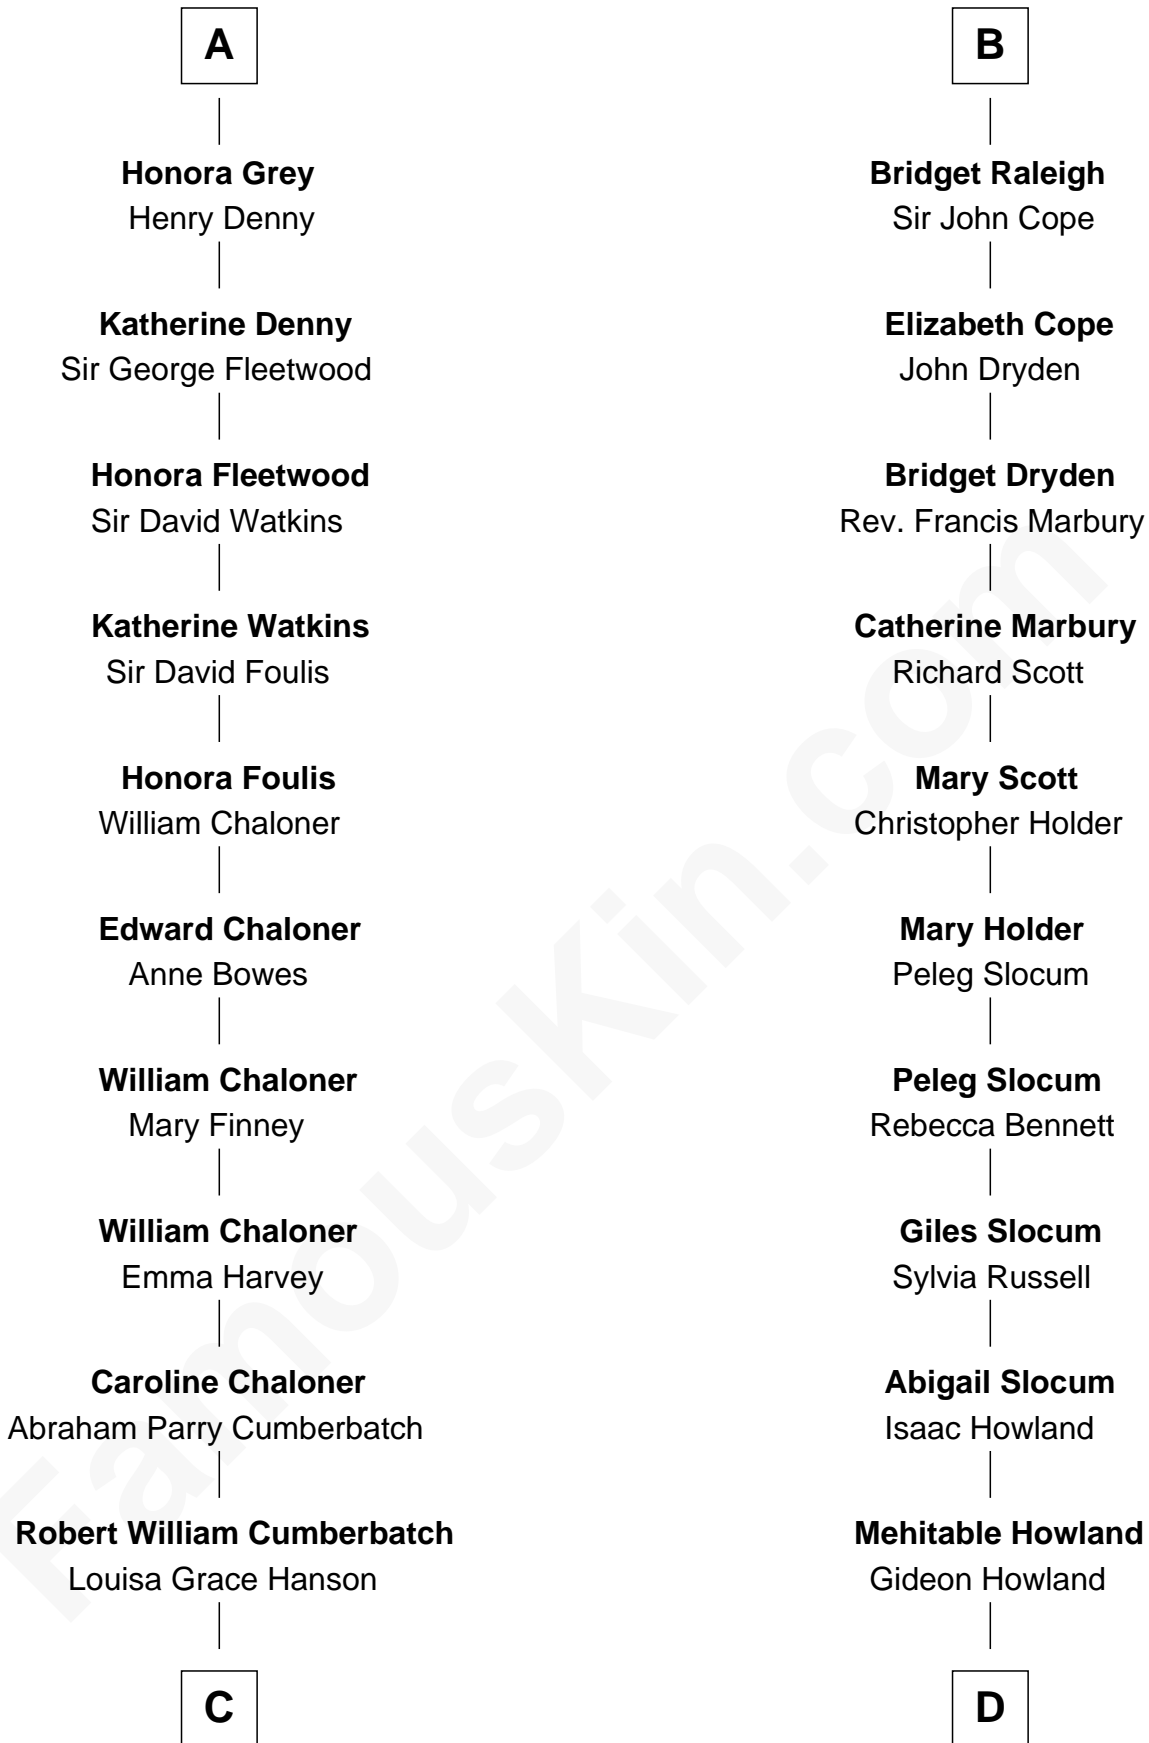 A
Honora Grey
Henry Denny
Katherine Denny
Sir George Fleetwood
Honora Fleetwood
Sir David Watkins
Katherine Watkins
Sir David Foulis
Honora Foulis
William Chaloner
Edward Chaloner
Anne Bowes
William Chaloner
Mary Finney
William Chaloner
Emma Harvey
Caroline Chaloner
Abraham Parry Cumberbatch
Robert William Cumberbatch
Louisa Grace Hanson
C
B
Bridget Raleigh
Sir John Cope
Elizabeth Cope
John Dryden
Bridget Dryden
Rev. Francis Marbury
Catherine Marbury
Richard Scott
Mary Scott
Christopher Holder
Mary Holder
Peleg Slocum
Peleg Slocum
Rebecca Bennett
Giles Slocum
Sylvia Russell
Abigail Slocum
Isaac Howland
Mehitable Howland
Gideon Howland
D
FamousKin.com